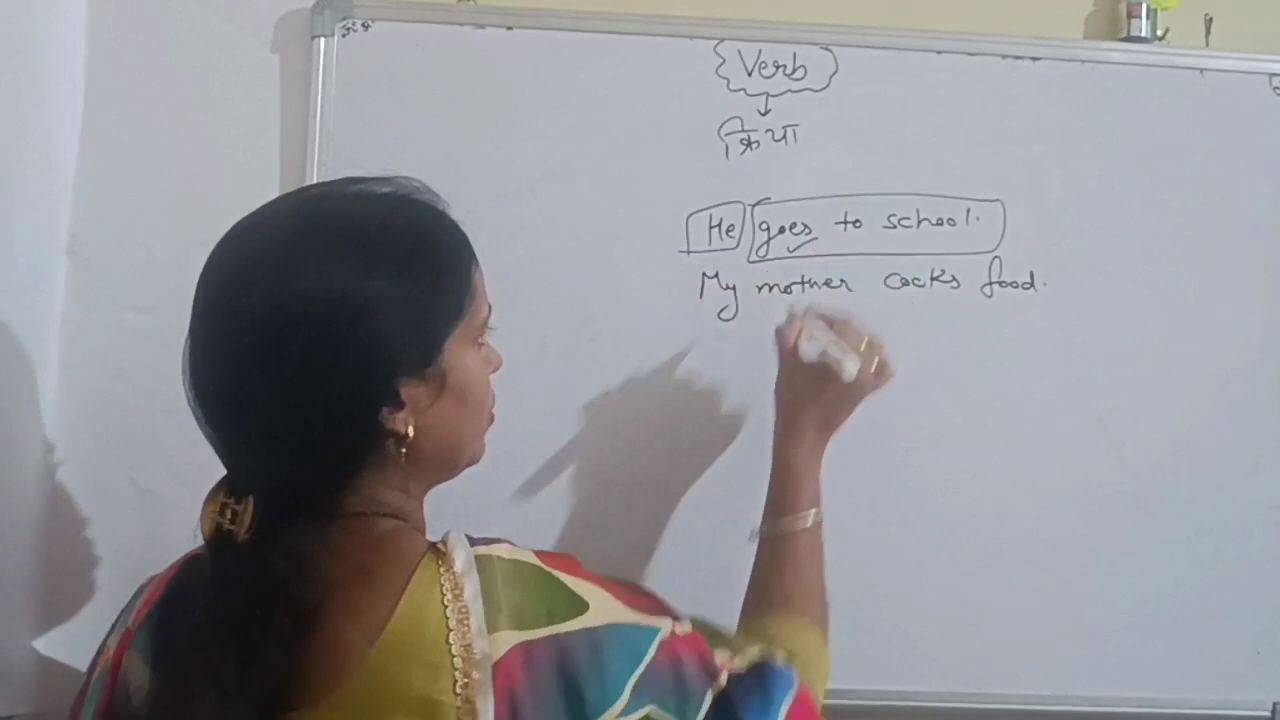 Verb
क्रिया
He goes to school.
My mother cooks food.